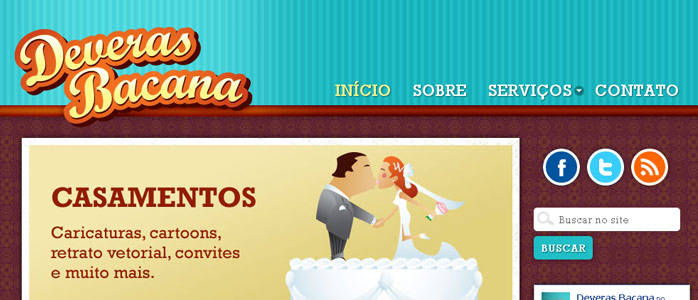 Deveras
Bacana
INÍCIO SOBRE SERVIÇOS CONTATO
CASAMENTOS
Caricaturas, cartoons,
retrato vetorial, convites
e muito mais.
Buscar no site
BUSCAR
Deveras Bacana no